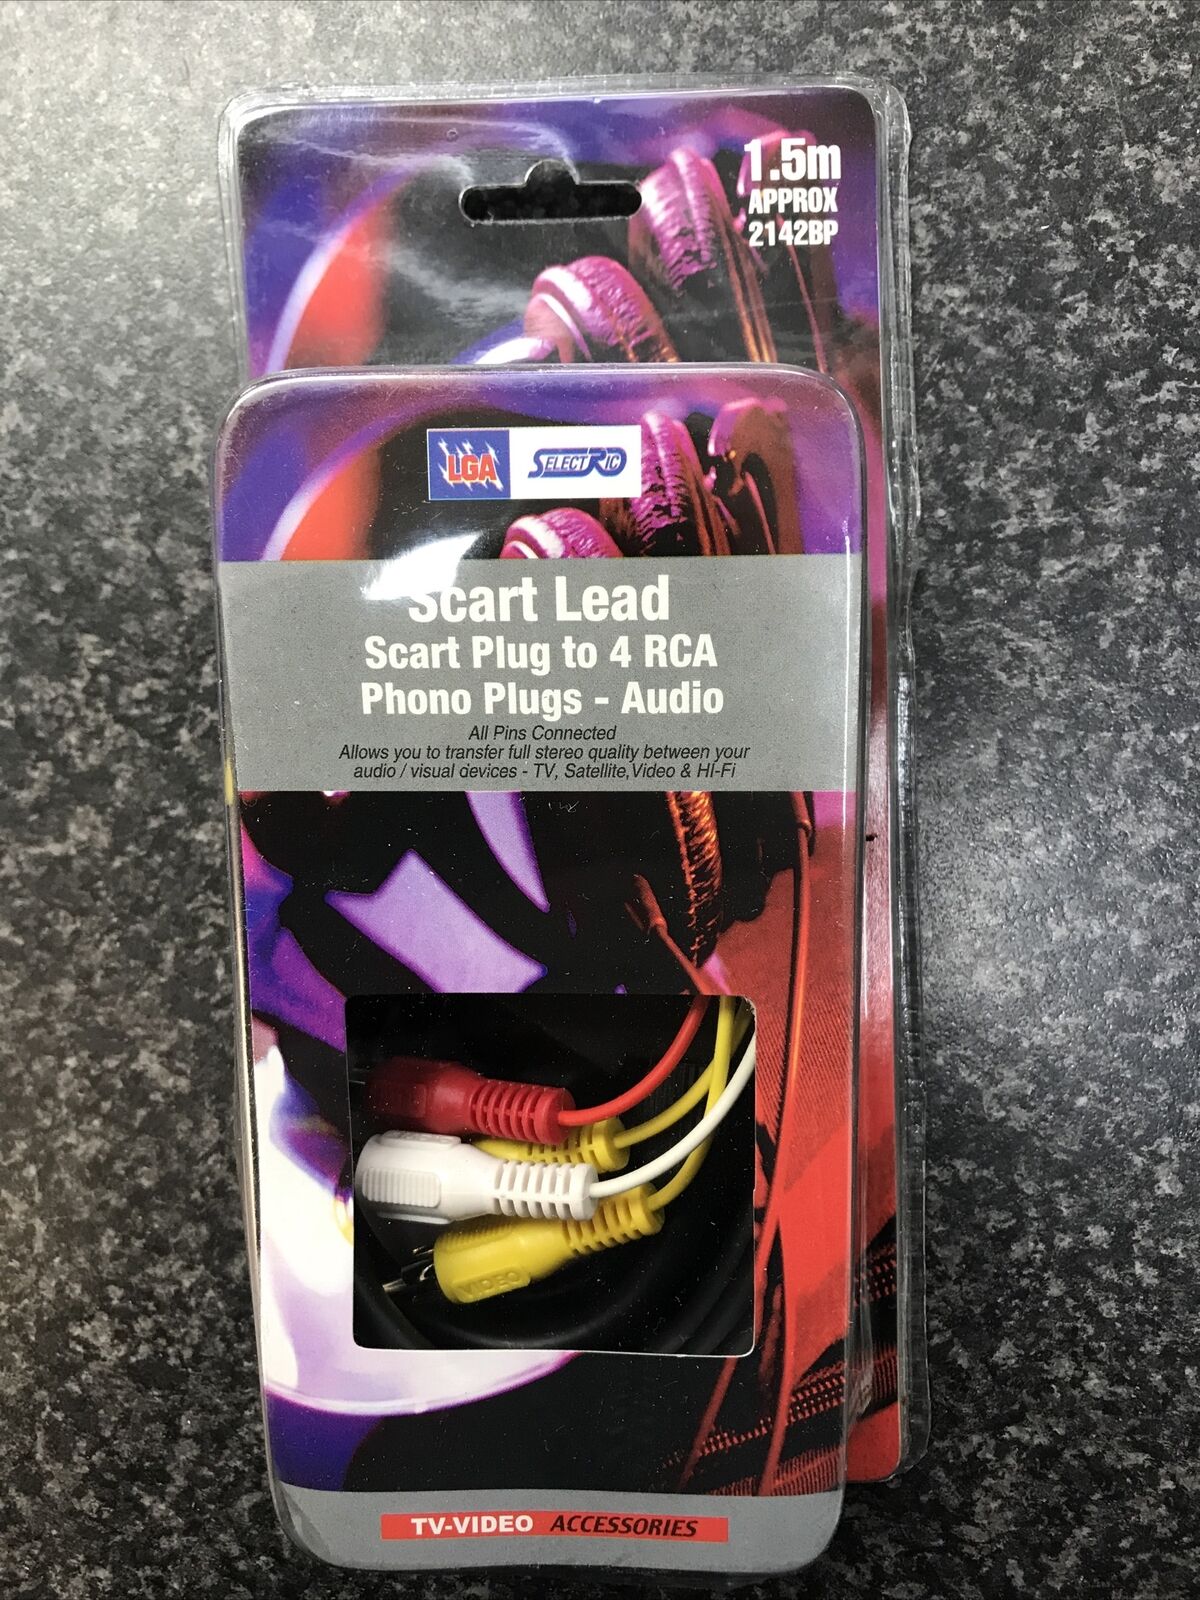 1.5m
APPROX
2142BP
LGA SELECTRIC
Scart Lead
Scart Plug to 4 RCA
Phono Plugs - Audio
All Pins Connected
Allows you to transfer full stereo quality between your
audio / visual devices - TV, Satellite,Video & HI-Fi
VIDEO
TV-VIDEO ACCESSORIES